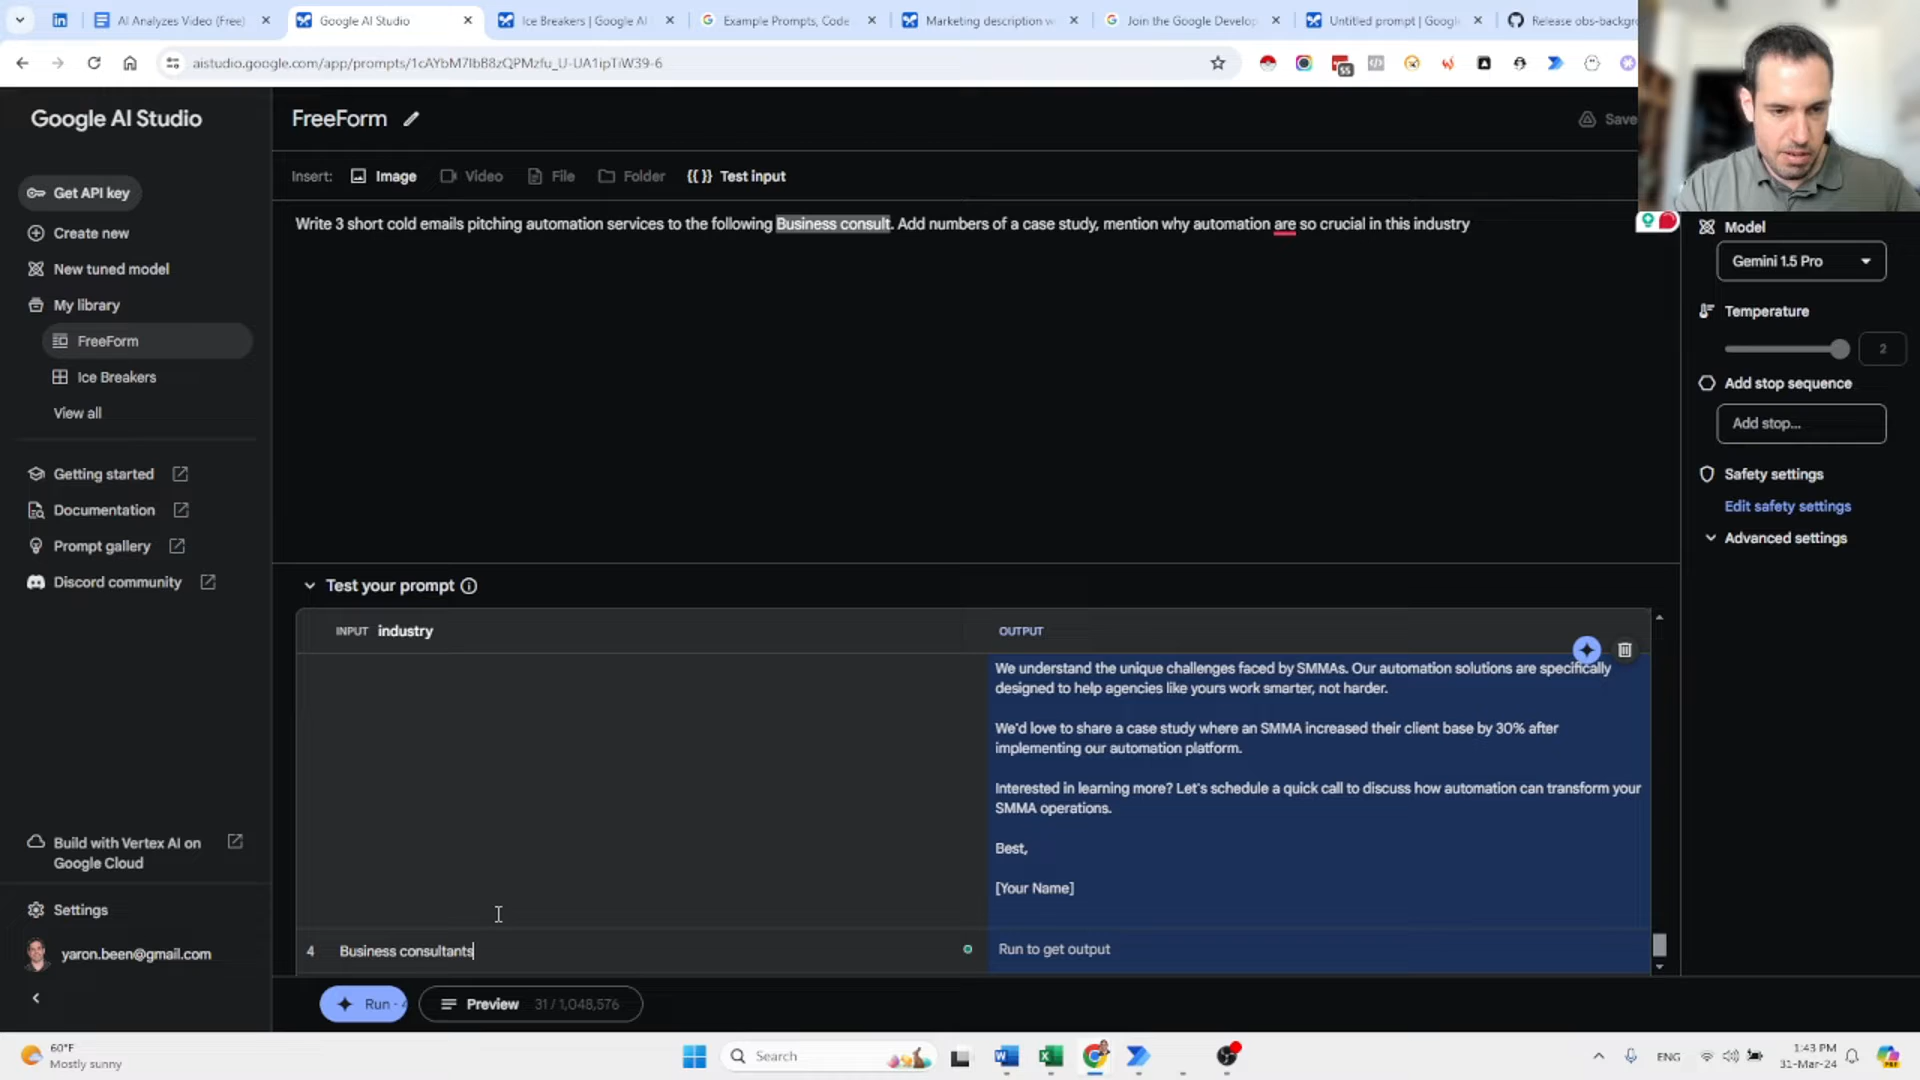 AI Analyzes Video (Free)
Google AI Studio
Ice Breakers | Google AI
Example Prompts, Code
Marketing description w
Join the Google Develop
Untitled prompt | Google
Release obs-backgro
aistudio.google.com/app/prompts/1cAYbM7IbB8zQPMzfu_U-UA1ipTiW39-6
55
Google AI Studio
FreeForm
Save
Get API key
Create new
New tuned model
My library
FreeForm
Ice Breakers
View all
Getting started
Documentation
Prompt gallery
Discord community
Build with Vertex AI on
Google Cloud
Settings
yaron.been@gmail.com
Insert:
Image
Video
File
Folder
{{ }} Test input
Write 3 short cold emails pitching automation services to the following Business consult. Add numbers of a case study, mention why automation are so crucial in this industry
Model
Gemini 1.5 Pro
Temperature
2
Add stop sequence
Add stop...
Safety settings
Edit safety settings
Advanced settings
Test your prompt
INPUT industry
OUTPUT
We understand the unique challenges faced by SMMAs. Our automation solutions are specifically
designed to help agencies like yours work smarter, not harder.
We'd love to share a case study where an SMMA increased their client base by 30% after
implementing our automation platform.
Interested in learning more? Let's schedule a quick call to discuss how automation can transform your
SMMA operations.
Best,
[Your Name]
4
Business consultants
Run to get output
Run - 4
Preview
31 / 1,048,576
60°F
Mostly sunny
Search
ENG
1:43 PM
31-Mar-24